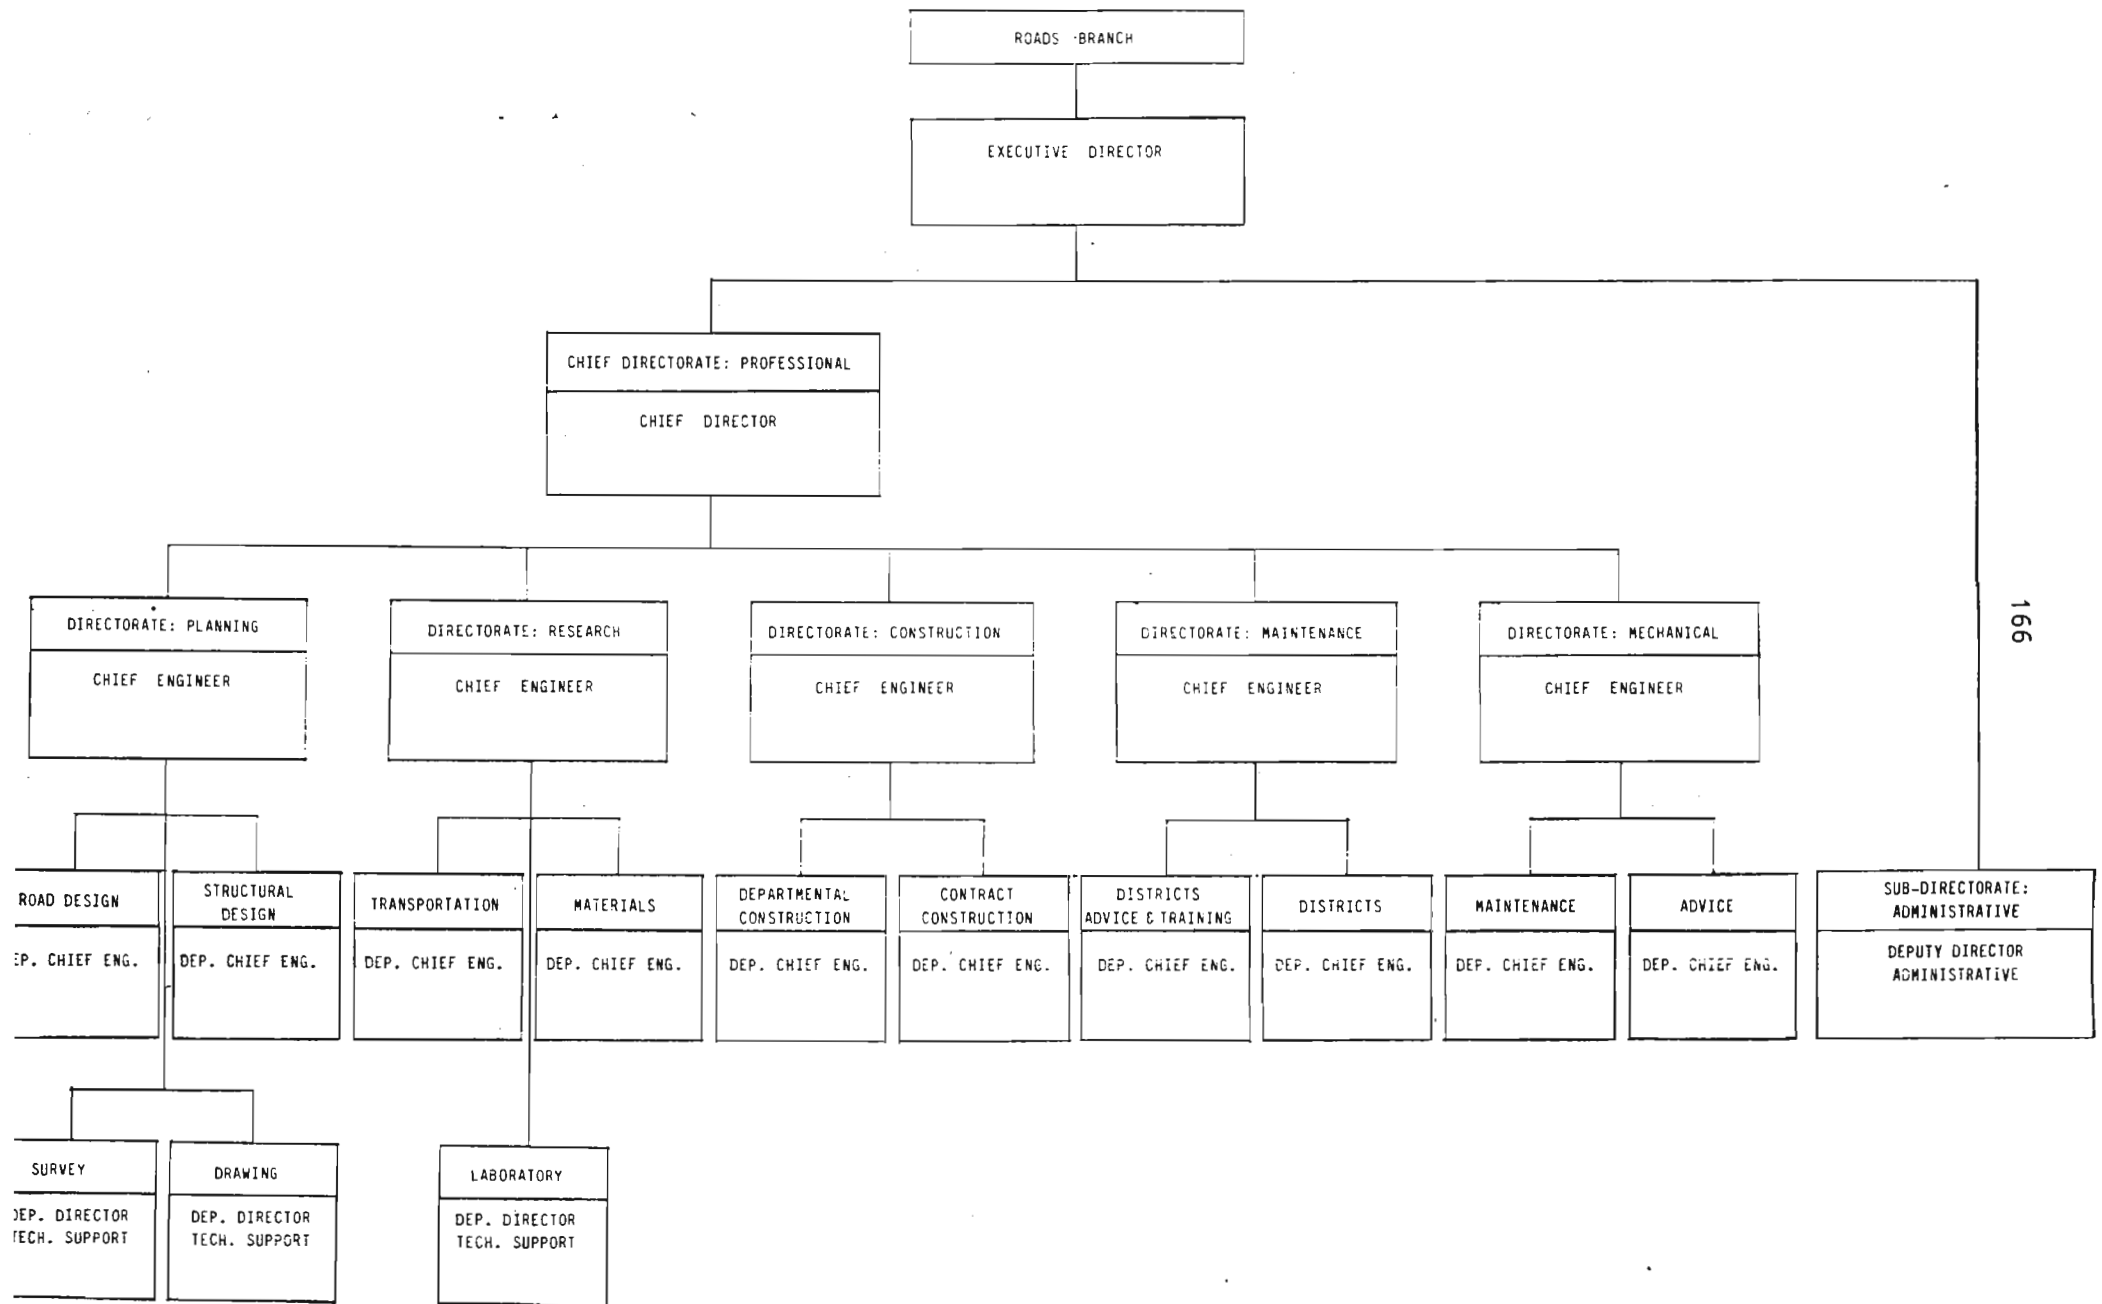 ROADS BRANCH
EXECUTIVE DIRECTOR
CHIEF DIRECTORATE: PROFESSIONAL
CHIEF DIRECTOR
DIRECTORATE: PLANNING
CHIEF ENGINEER
DIRECTORATE: RESEARCH
CHIEF ENGINEER
DIRECTORATE: CONSTRUCTION
CHIEF ENGINEER
DIRECTORATE: MAINTENANCE
CHIEF ENGINEER
DIRECTORATE: MECHANICAL
CHIEF ENGINEER
166
ROAD DESIGN
EP. CHIEF ENG.
STRUCTURAL
DESIGN
DEP. CHIEF ENG.
TRANSPORTATION
DEP. CHIEF ENG.
MATERIALS
DEP. CHIEF ENG.
DEPARTMENTAL
CONSTRUCTION
DEP. CHIEF ENG.
CONTRACT
CONSTRUCTION
DEP. CHIEF ENG.
DISTRICTS
ADVICE & TRAINING
DEP. CHIEF ENG.
DISTRICTS
DEP. CHIEF ENG.
MAINTENANCE
DEP. CHIEF ENG.
ADVICE
DEP. CHIEF ENG.
SUB-DIRECTORATE:
ADMINISTRATIVE
DEPUTY DIRECTOR
ADMINISTRATIVE
SURVEY
DEP. DIRECTOR
TECH. SUPPORT
DRAWING
DEP. DIRECTOR
TECH. SUPPORT
LABORATORY
DEP. DIRECTOR
TECH. SUPPORT